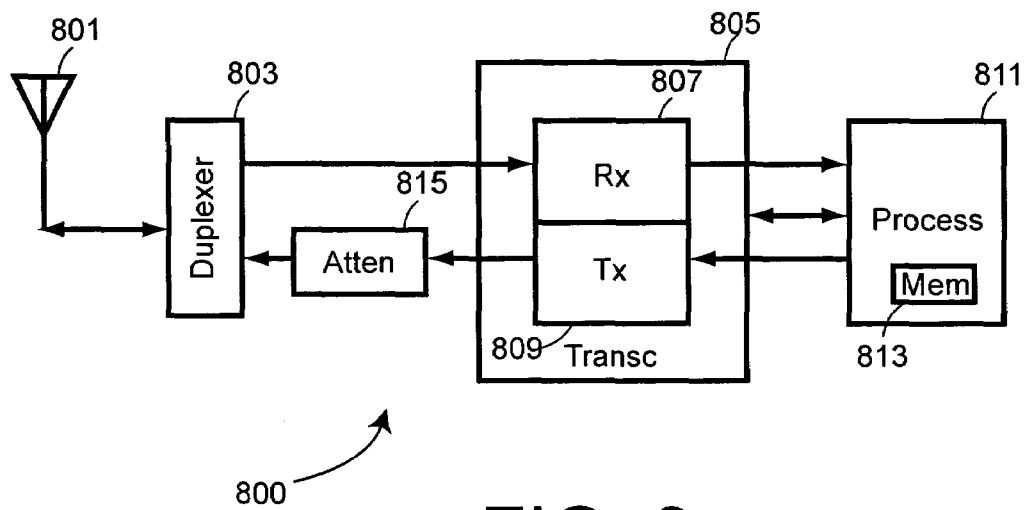 801
803
805
807
811
Duplexer
815
Atten
Rx
Tx
809
Transc
Process
Mem
813
800